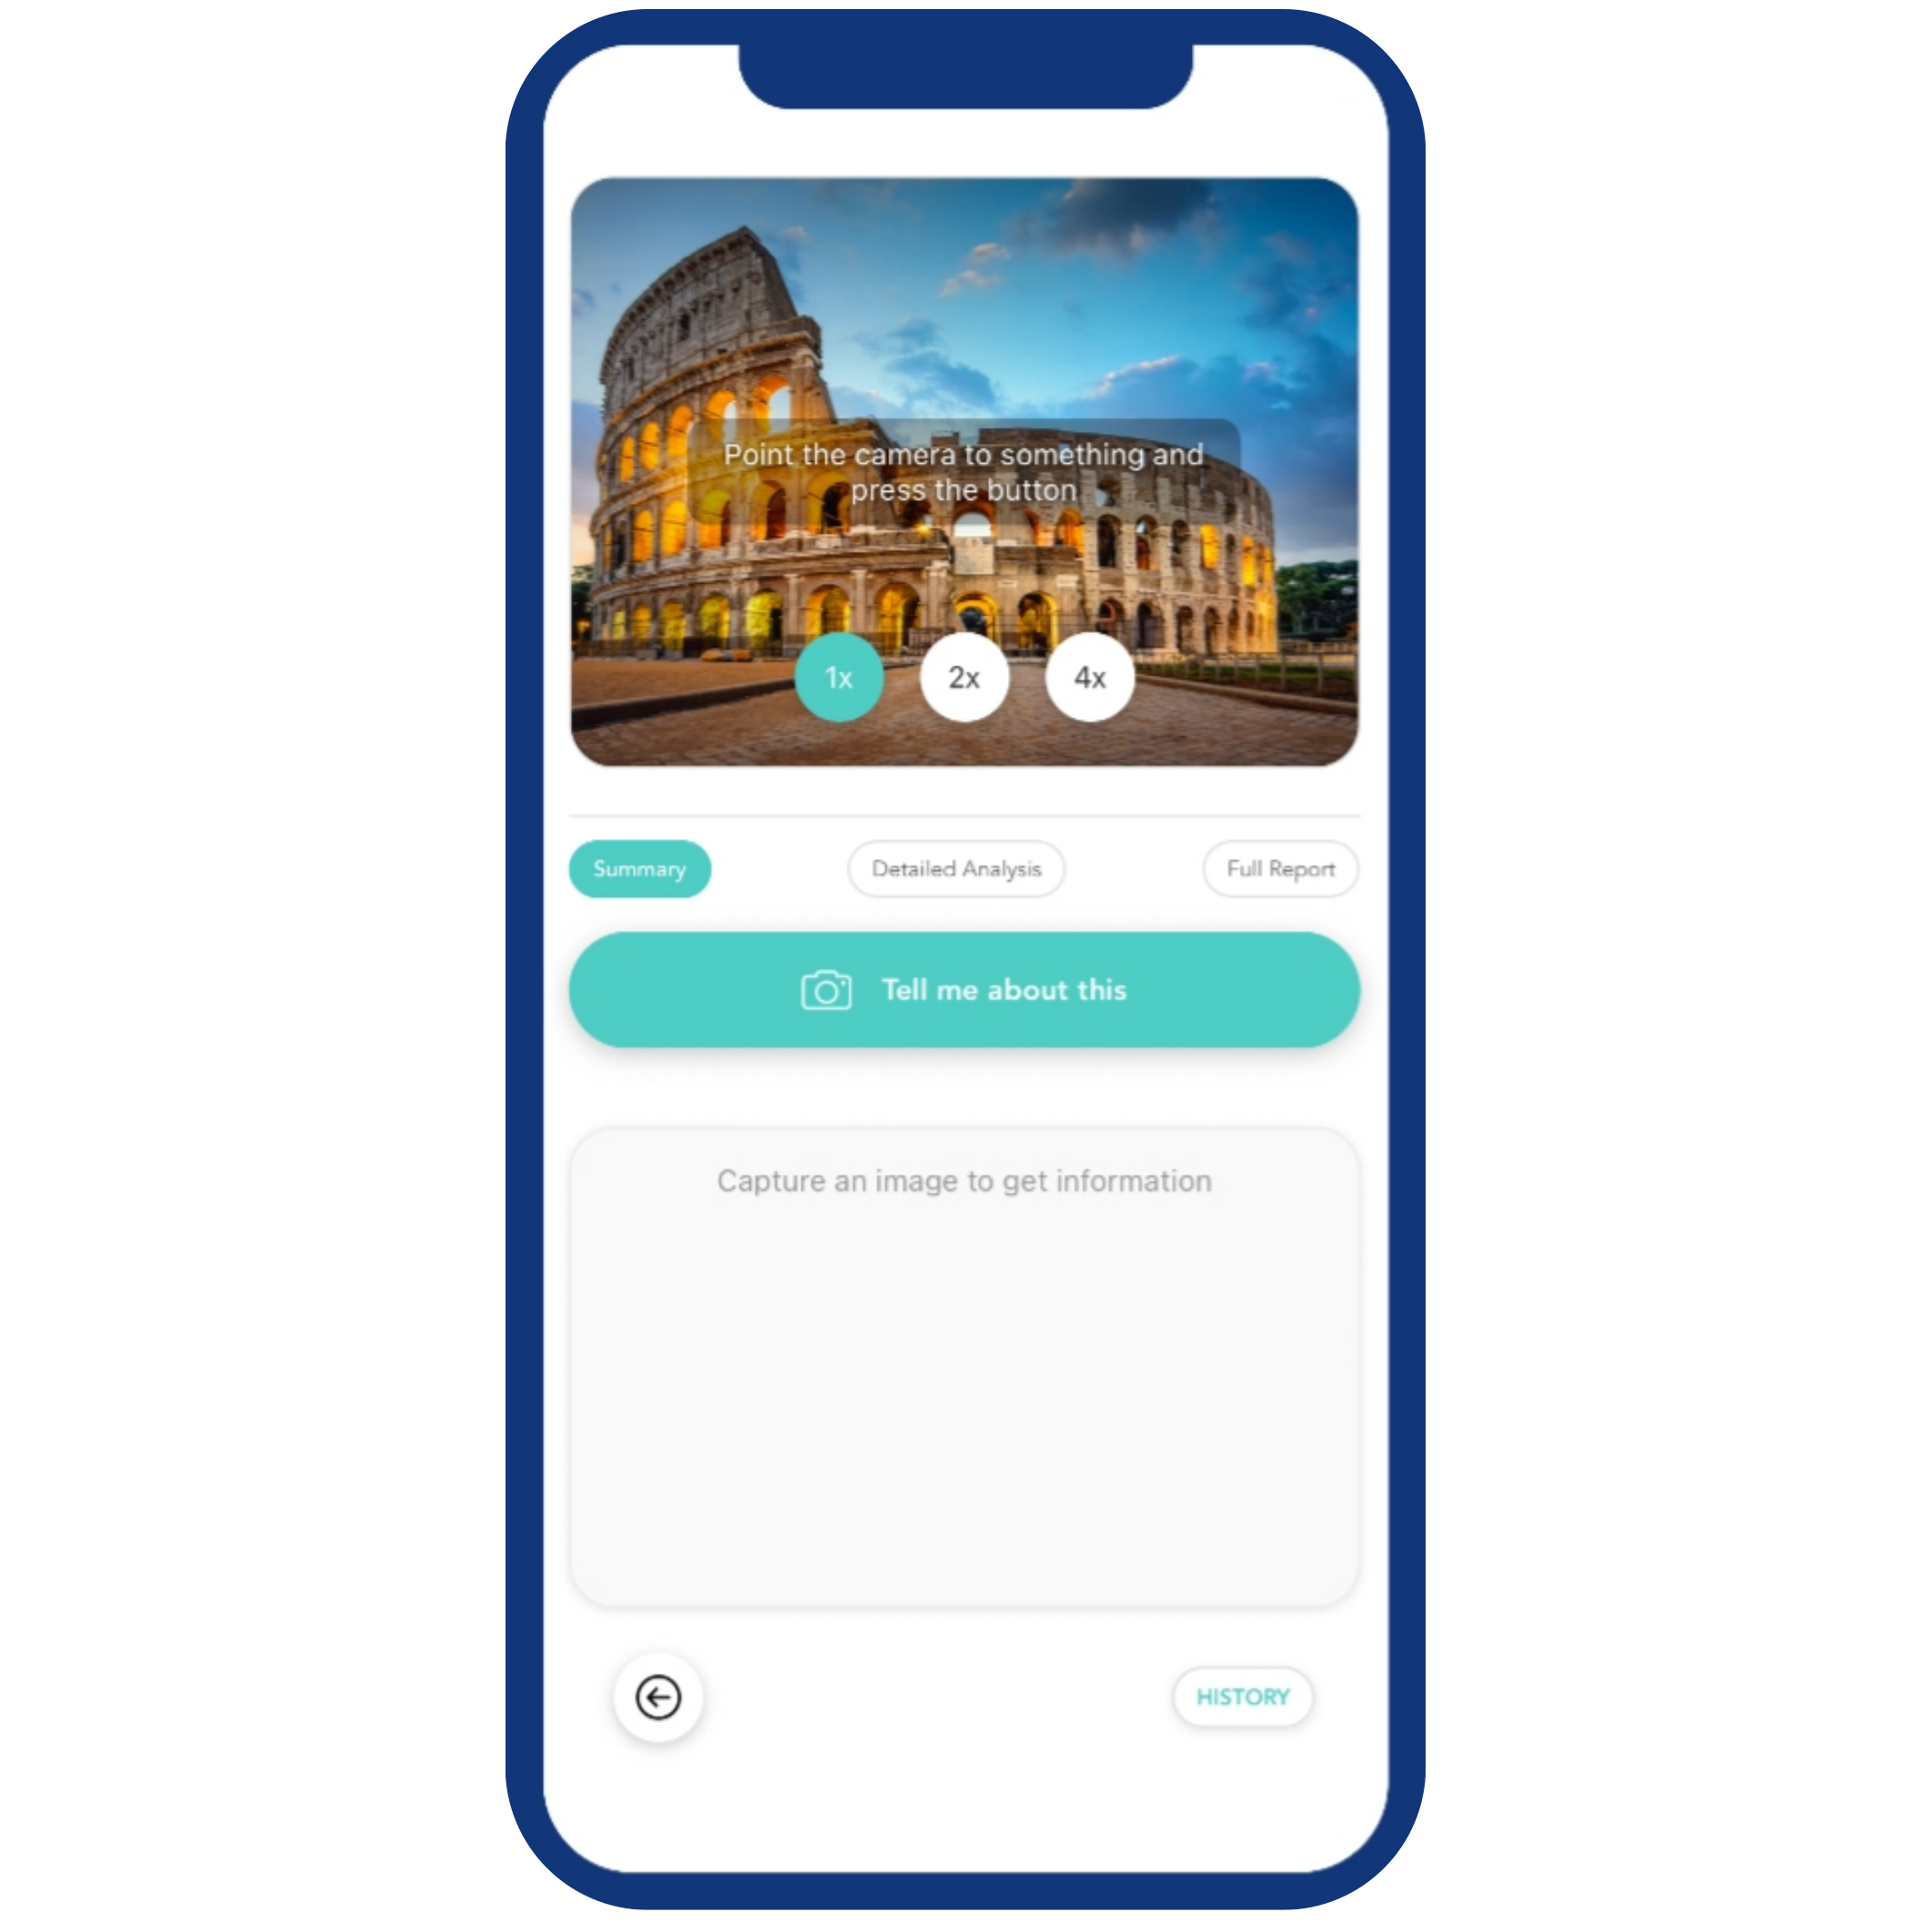 Point the camera to something and
press the button
1x 2x 4x
Summary Detailed Analysis Full Report
Tell me about this
Capture an image to get information
HISTORY